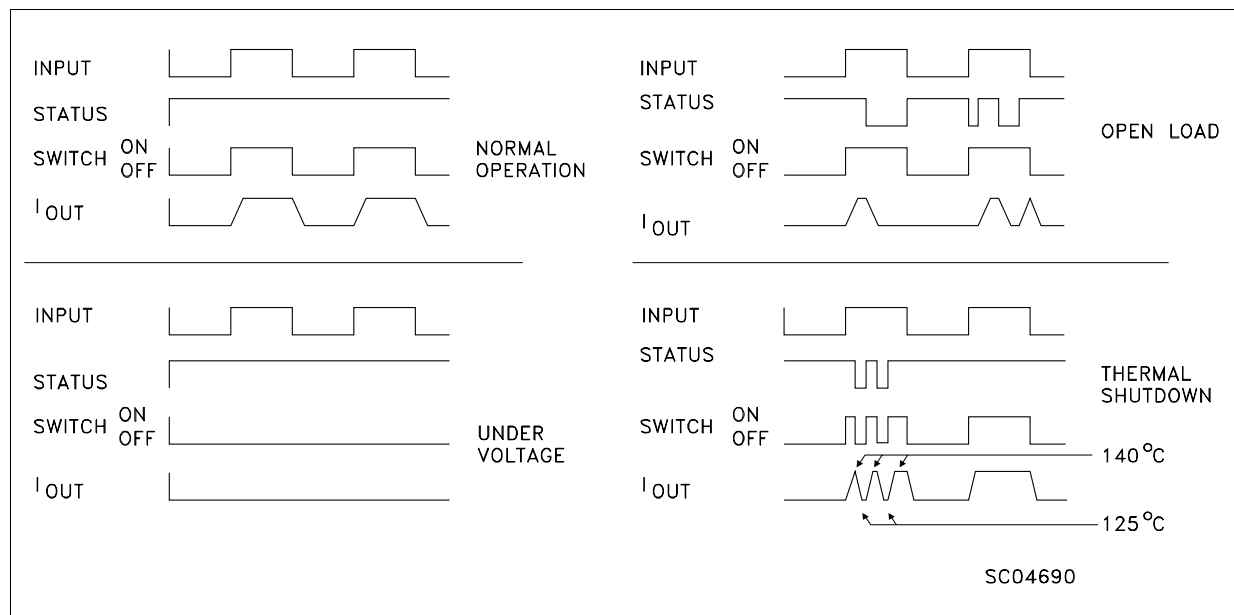 INPUT
STATUS
SWITCH ON
OFF
I OUT
NORMAL
OPERATION
INPUT
STATUS
SWITCH ON
OFF
I OUT
OPEN LOAD
INPUT
STATUS
SWITCH ON
OFF
I OUT
UNDER
VOLTAGE
INPUT
STATUS
SWITCH ON
OFF
I OUT
THERMAL
SHUTDOWN
140 °C
125 °C
SC04690